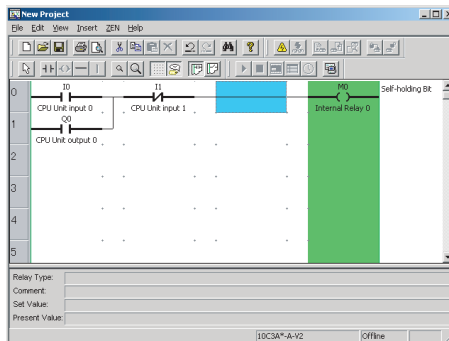 New Project
File Edit View Insert ZEN Help
0
I0
I1
M0
Self-holding Bit
CPU Unit input 0
CPU Unit input 1
Internal Relay 0
1
Q0
CPU Unit output 0
2
3
4
5
Relay Type:
Comment:
Set Value:
Present Value:
10C3A*-A-V2
Offline